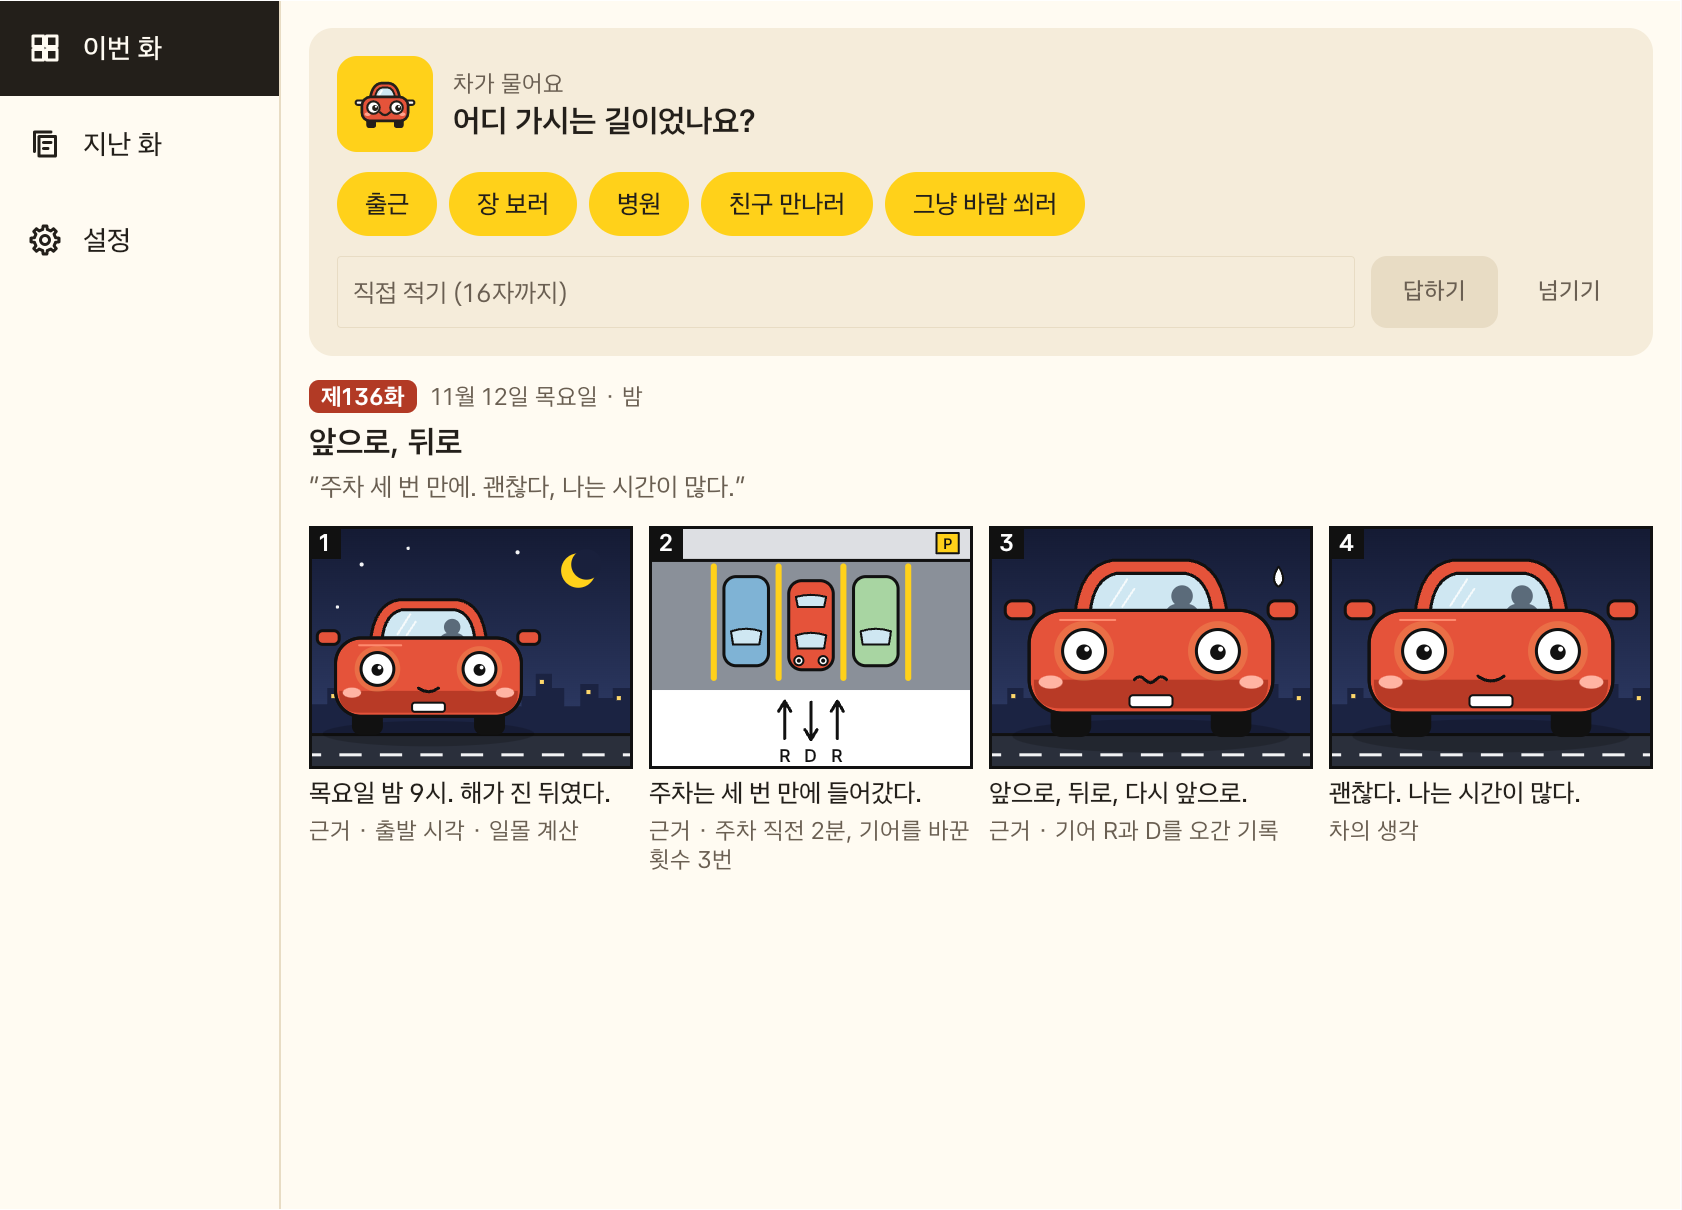 이번 화
지난 화
설정
차가 물어요
어디 가시는 길이었나요?
출근
장 보러
병원
친구 만나러
그냥 바람 쐬러
직접 적기 (16자까지)
답하기
넘기기
제136화
11월 12일 목요일 · 밤
앞으로, 뒤로
"주차 세 번 만에. 괜찮다, 나는 시간이 많다."
1
목요일 밤 9시. 해가 진 뒤였다.
근거 · 출발 시각 · 일몰 계산
2
P
R D R
주차는 세 번 만에 들어갔다.
근거 · 주차 직전 2분, 기어를 바꾼
횟수 3번
3
앞으로, 뒤로, 다시 앞으로.
근거 · 기어 R과 D를 오간 기록
4
괜찮다. 나는 시간이 많다.
차의 생각